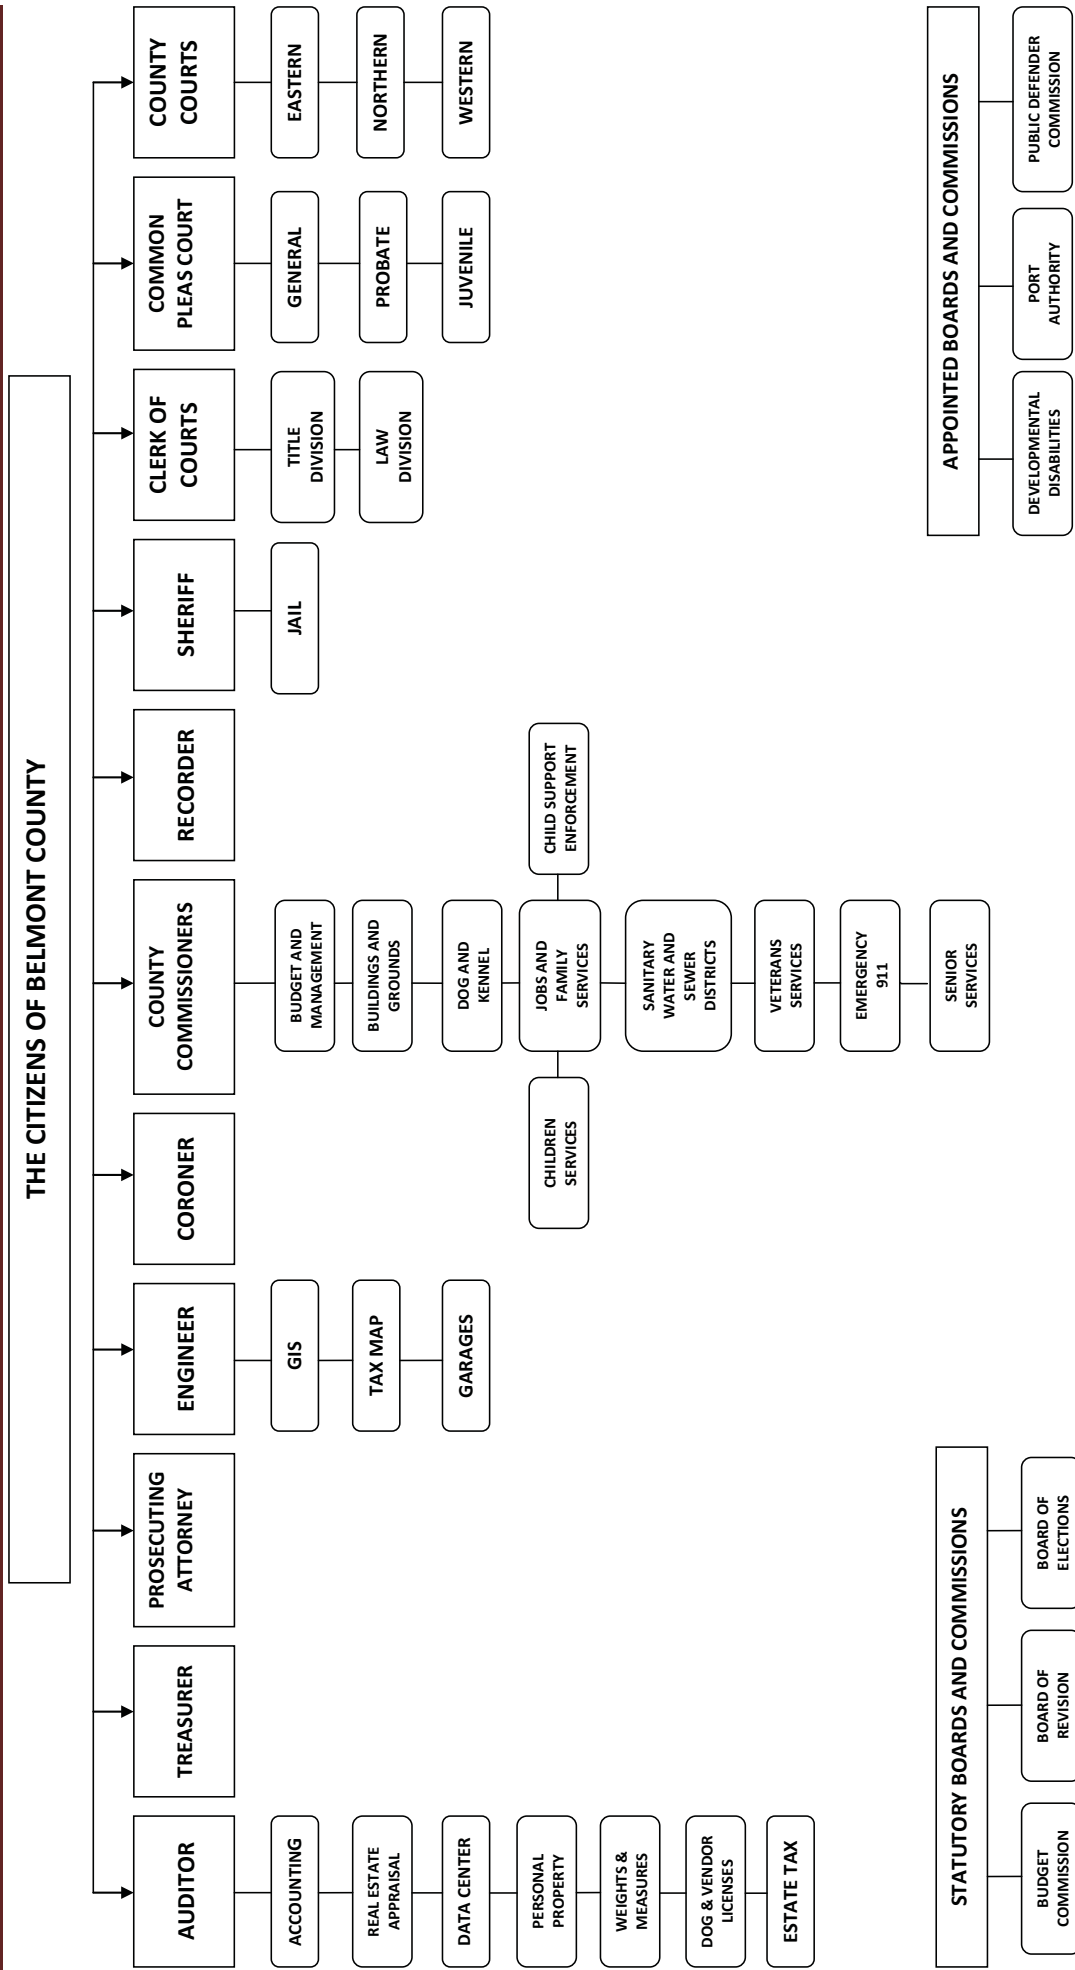 THE CITIZENS OF BELMONT COUNTY
AUDITOR
TREASURER
PROSECUTING
ATTORNEY
ENGINEER
CORONER
COUNTY
COMMISSIONERS
RECORDER
SHERIFF
CLERK OF
COURTS
COMMON
PLEAS COURT
COUNTY
COURTS
ACCOUNTING
REAL ESTATE
APPRAISAL
DATA CENTER
PERSONAL
PROPERTY
WEIGHTS &
MEASURES
DOG & VENDOR
LICENSES
ESTATE TAX
GIS
TAX MAP
GARAGES
BUDGET AND
MANAGEMENT
BUILDINGS AND
GROUNDS
DOG AND
KENNEL
CHILDREN
SERVICES
JOBS AND
FAMILY
SERVICES
CHILD SUPPORT
ENFORCEMENT
SANITARY
WATER AND
SEWER
DISTRICTS
VETERANS
SERVICES
EMERGENCY
911
SENIOR
SERVICES
JAIL
TITLE
DIVISION
LAW
DIVISION
GENERAL
PROBATE
JUVENILE
EASTERN
NORTHERN
WESTERN
STATUTORY BOARDS AND COMMISSIONS
BUDGET
COMMISSION
BOARD OF
REVISION
BOARD OF
ELECTIONS
APPOINTED BOARDS AND COMMISSIONS
DEVELOPMENTAL
DISABILITIES
PORT
AUTHORITY
PUBLIC DEFENDER
COMMISSION